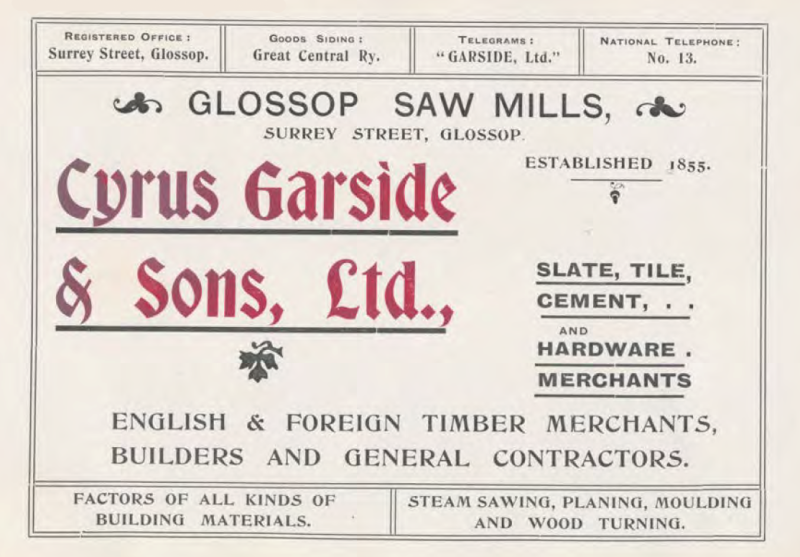 REGISTERED OFFICE:
Surrey Street, Glossop.
GOODS SIDING:
Great Central Ry.
TELEGRAMS:
"GARSIDE, Ltd."
NATIONAL TELEPHONE:
No. 13.
GLOSSOP SAW MILLS,
SURREY STREET, GLOSSOP.
ESTABLISHED 1855.
Cyrus Garside
& Sons, Ltd.,
SLATE, TILE,
CEMENT, . .
AND
HARDWARE .
MERCHANTS
ENGLISH & FOREIGN TIMBER MERCHANTS,
BUILDERS AND GENERAL CONTRACTORS.
FACTORS OF ALL KINDS OF
BUILDING MATERIALS.
STEAM SAWING, PLANING, MOULDING
AND WOOD TURNING.